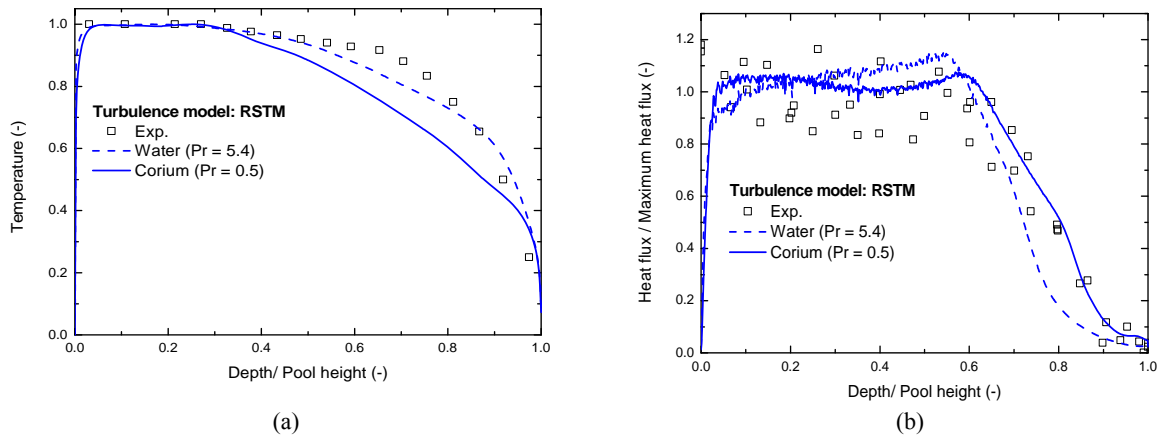 1.0
0.8
0.6
0.4
0.2
0.0
Temperature (-)
Turbulence model: RSTM
Exp.
Water (Pr = 5.4)
Corium (Pr = 0.5)
0.0 0.2 0.4 0.6 0.8 1.0
Depth/ Pool height (-)
(a)
1.2
1.0
0.8
0.6
0.4
0.2
0.0
Heat flux / Maximum heat flux (-)
Turbulence model: RSTM
Exp.
Water (Pr = 5.4)
Corium (Pr = 0.5)
0.0 0.2 0.4 0.6 0.8 1.0
Depth/ Pool height (-)
(b)